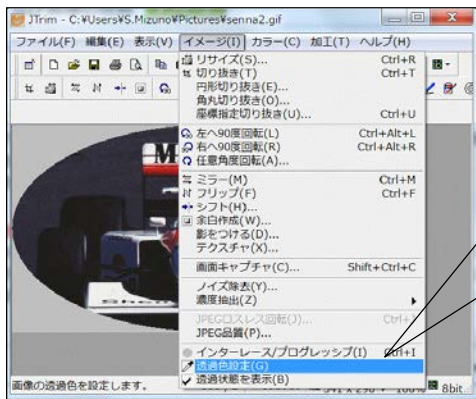 JTrim - C:¥Users¥S.Mizuno¥Pictures¥senna2.gif
ファイル(F) 編集(E) 表示(V) イメージ(I) カラー(C) 加工(T) ヘルプ(H)
リサイズ(S)... Ctrl+R
切り抜き(T) Ctrl+T
円形切り抜き(E)...
角丸切り抜き(O)...
座標指定切り抜き(U)... Ctrl+U
左へ90度回転(L) Ctrl+Alt+L
右へ90度回転(R) Ctrl+Alt+R
任意角度回転(A)...
ミラー(M) Ctrl+M
フリップ(F) Ctrl+F
シフト(H)...
余白作成(W)...
影をつける(D)...
テクスチャ(X)...
画面キャプチャ(C)... Shift+Ctrl+C
ノイズ除去(Y)...
濃度抽出(Z)
JPEGロスレス回転(J)...
JPEG品質(P)...
インターレース/プログレッシブ(I) Ctrl+I
透過色設定(G)
透過状態を表示(B)
画像の透過色を設定します。 8bit